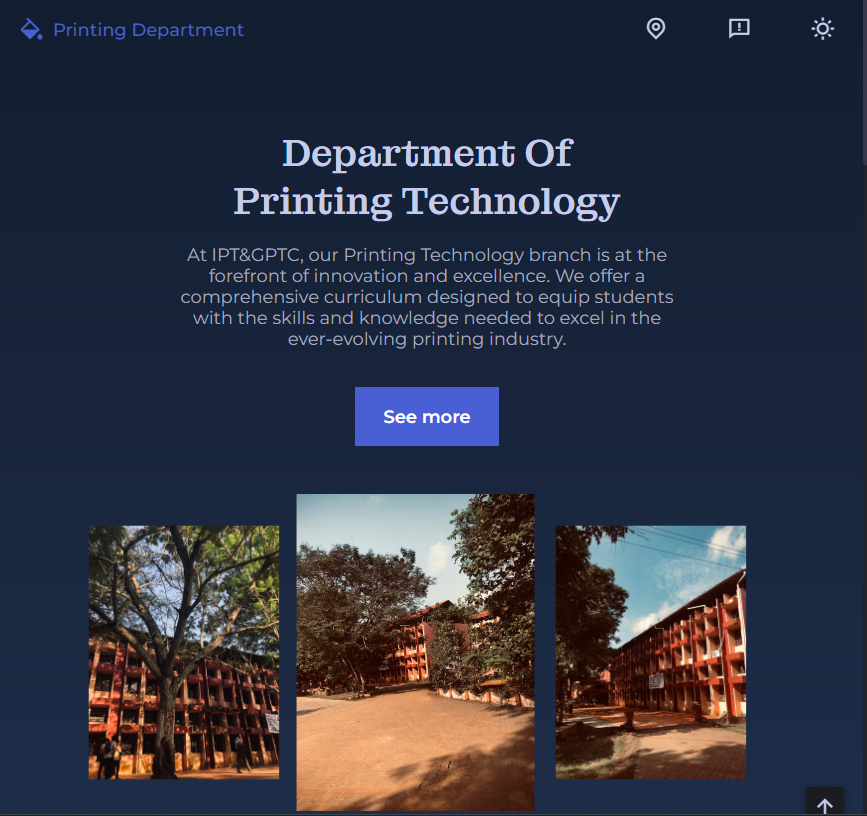 Printing Department
Department Of
Printing Technology
At IPT&GPTC, our Printing Technology branch is at the
forefront of innovation and excellence. We offer a
comprehensive curriculum designed to equip students
with the skills and knowledge needed to excel in the
ever-evolving printing industry.
See more